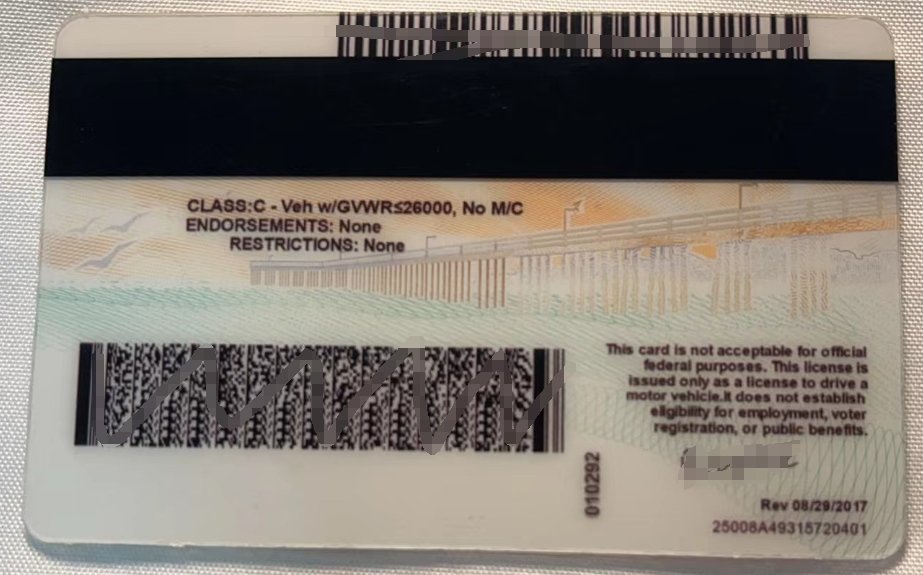 CLASS:C - Veh w/GVWR≤26000, No M/C
ENDORSEMENTS: None
RESTRICTIONS: None
This card is not acceptable for official
federal purposes. This license is
issued only as a license to drive a
motor vehicle.It does not establish
eligibility for employment, voter
registration, or public benefits.
010292
Rev 08/29/2017
25008A49315720401